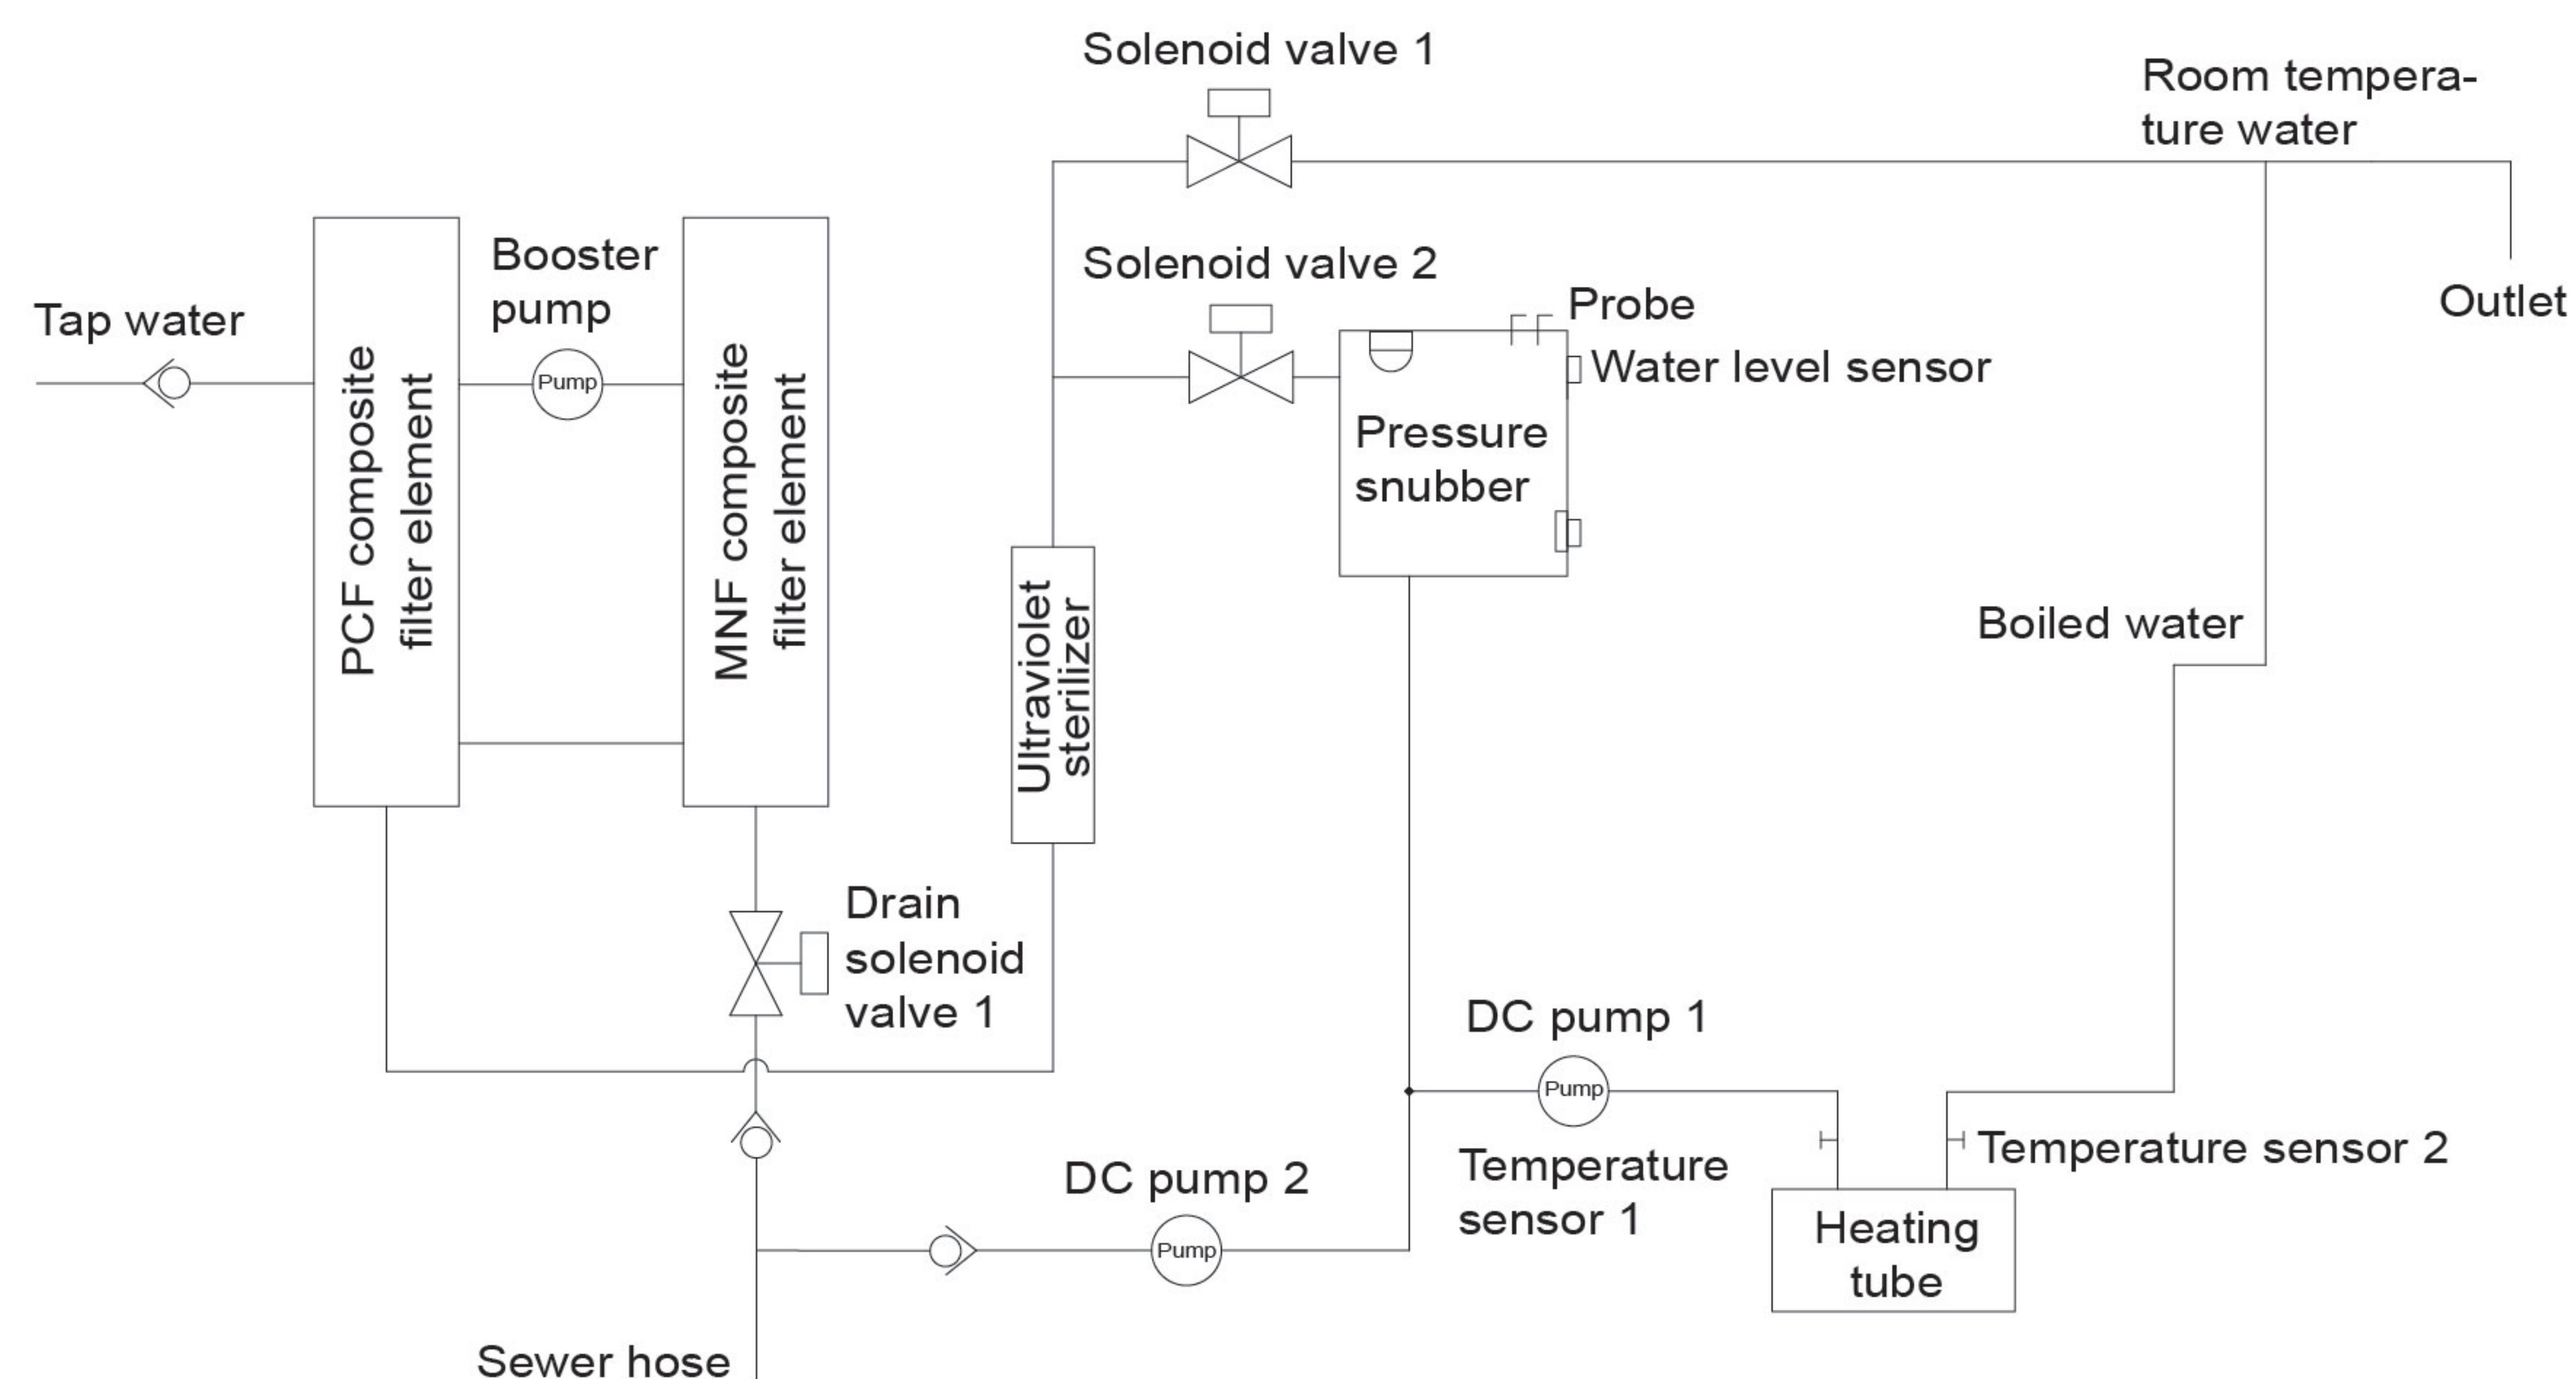 Solenoid valve 1
Room tempera-
ture water
Booster
pump
Solenoid valve 2
Tap water
Probe
Outlet
Pump
Water level sensor
PCF composite
filter element
MNF composite
filter element
Pressure
snubber
Ultraviolet
sterilizer
Boiled water
Drain
solenoid
valve 1
DC pump 1
Pump
Temperature
sensor 1
Temperature sensor 2
DC pump 2
Pump
Heating
tube
Sewer hose